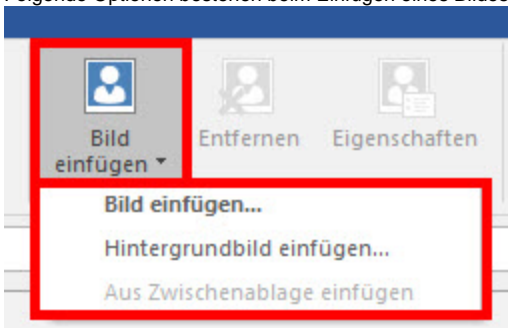 Folgende Optionen bestehen beim Einfügen eines Bildes
Bild einfügen
Entfernen
Eigenschaften
Bild einfügen...
Hintergrundbild einfügen...
Aus Zwischenablage einfügen